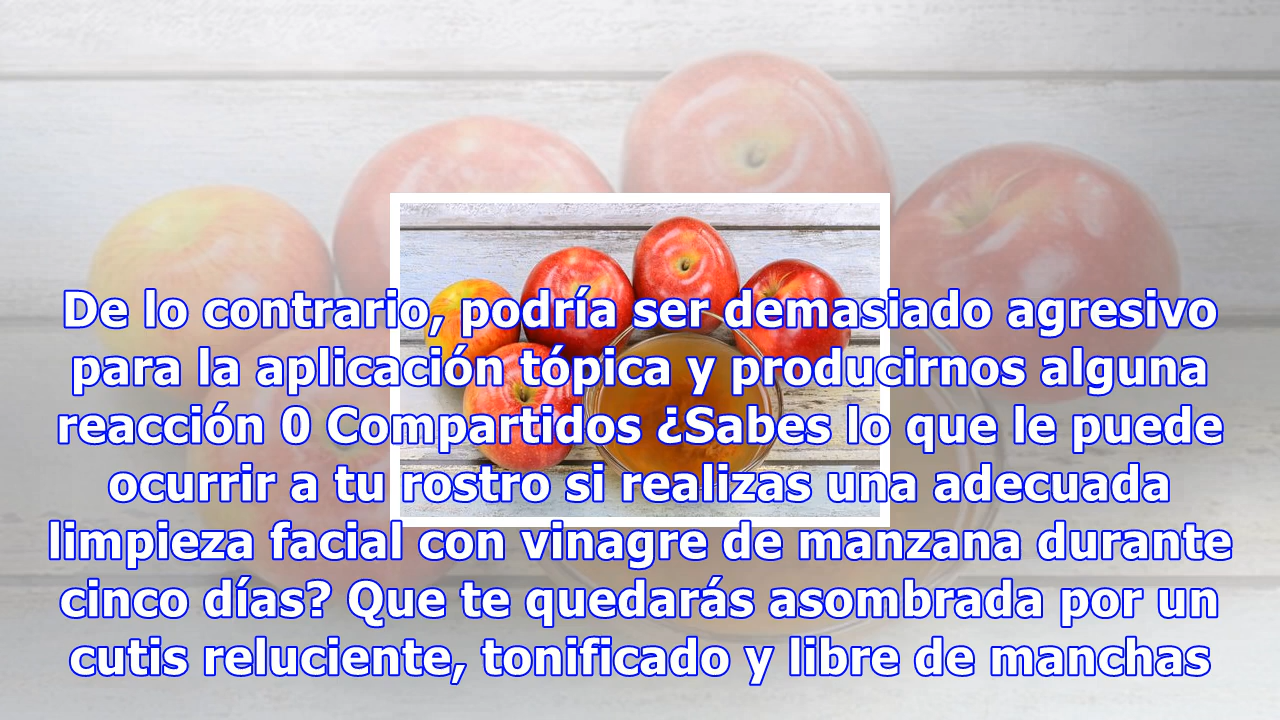 De lo contrario, podría ser demasiado agresivo
para la aplicación tópica y producirnos alguna
reacción 0 Compartidos ¿Sabes lo que le puede
ocurrir a tu rostro si realizas una adecuada
limpieza facial con vinagre de manzana durante
cinco días? Que te quedarás asombrada por un
cutis reluciente, tonificado y libre de manchas